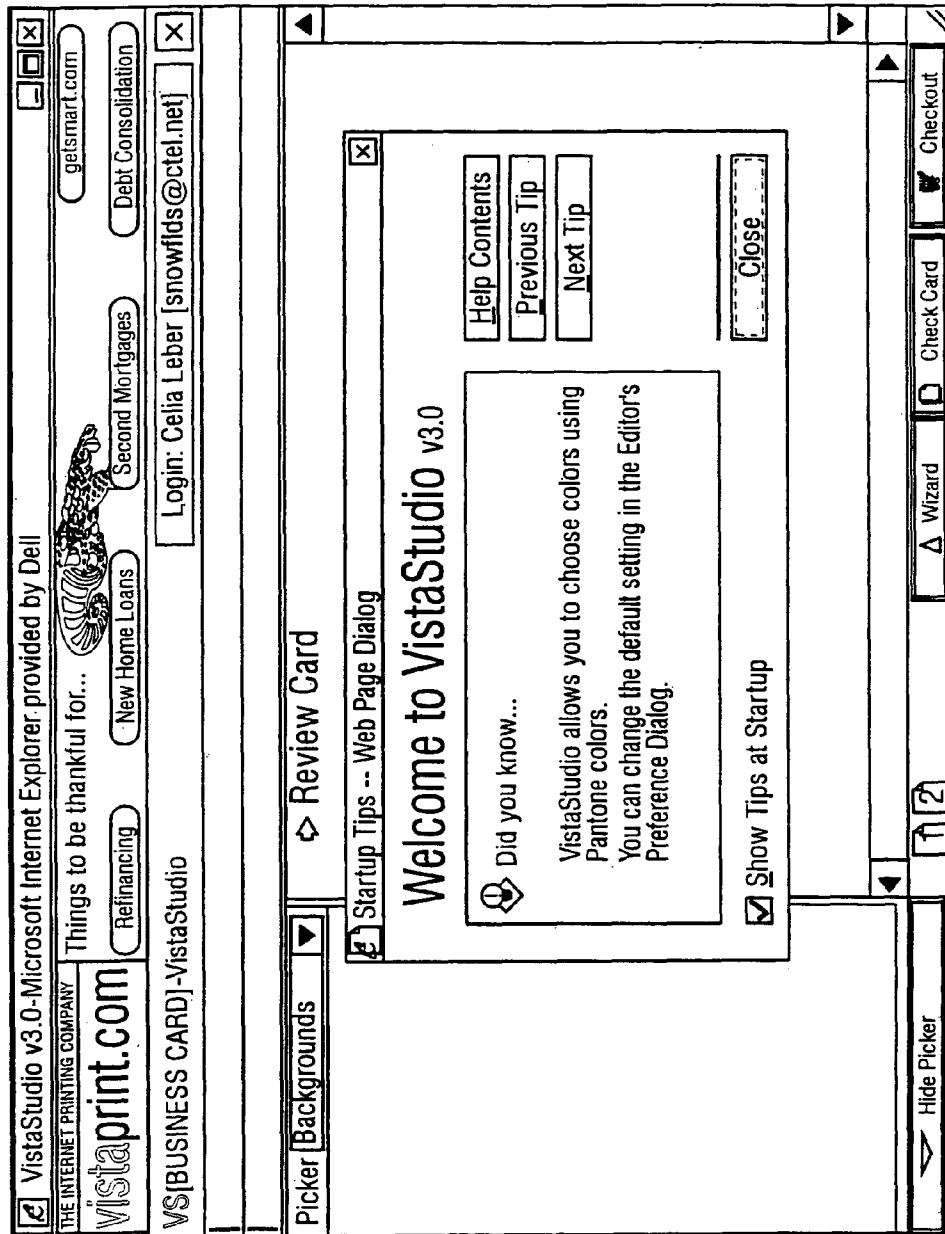 VistaStudio v3.0-Microsoft Internet Explorer provided by Dell
THE INTERNET PRINTING COMPANY
vistaprint.com
Things to be thankful for...
getsmart.com
Refinancing
New Home Loans
Second Mortgages
Debt Consolidation
VS[BUSINESS CARD]-VistaStudio
Login: Celia Leber [snowflds@ctel.net]
Picker Backgrounds
Review Card
Startup Tips -- Web Page Dialog
Welcome to VistaStudio v3.0
Did you know...
VistaStudio allows you to choose colors using
Pantone colors.
You can change the default setting in the Editor's
Preference Dialog.
Help Contents
Previous Tip
Next Tip
Show Tips at Startup
Close
Hide Picker
1 2
Wizard
Check Card
Checkout